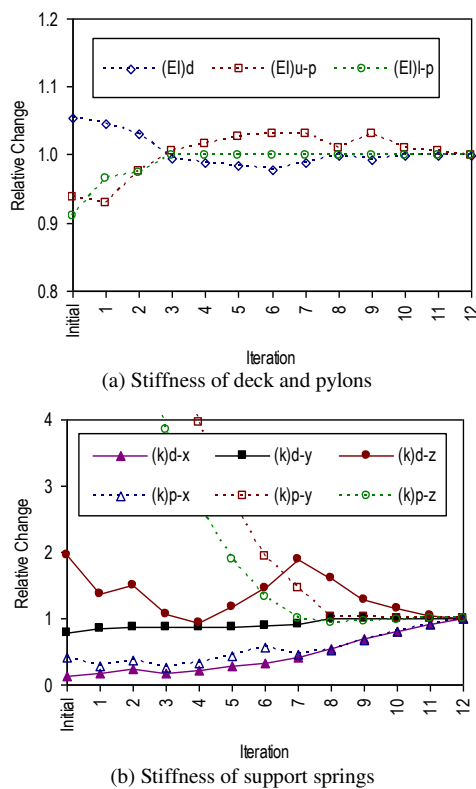 1.2
(EI)d (EI)u-p (EI)l-p
1.1
1.0
0.9
0.8
Relative Change
Initial 1 2 3 4 5 6 7 8 9 10 11 12
Iteration
(a) Stiffness of deck and pylons
4
(k)d-x (k)d-y (k)d-z
(k)p-x (k)p-y (k)p-z
3
2
1
0
Relative Change
Initial 1 2 3 4 5 6 7 8 9 10 11 12
Iteration
(b) Stiffness of support springs